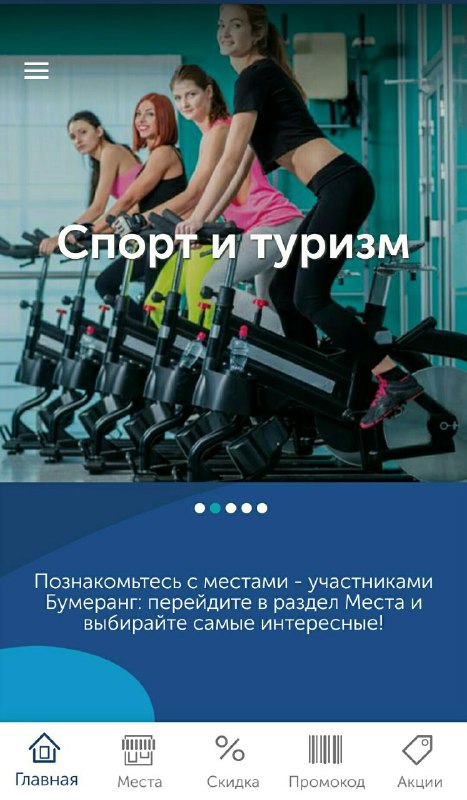 Спорт и туризм
Познакомьтесь с местами - участниками
Бумеранг: перейдите в раздел Места и
выбирайте самые интересные!
Главная
Места
Скидка
Промокод
Акции